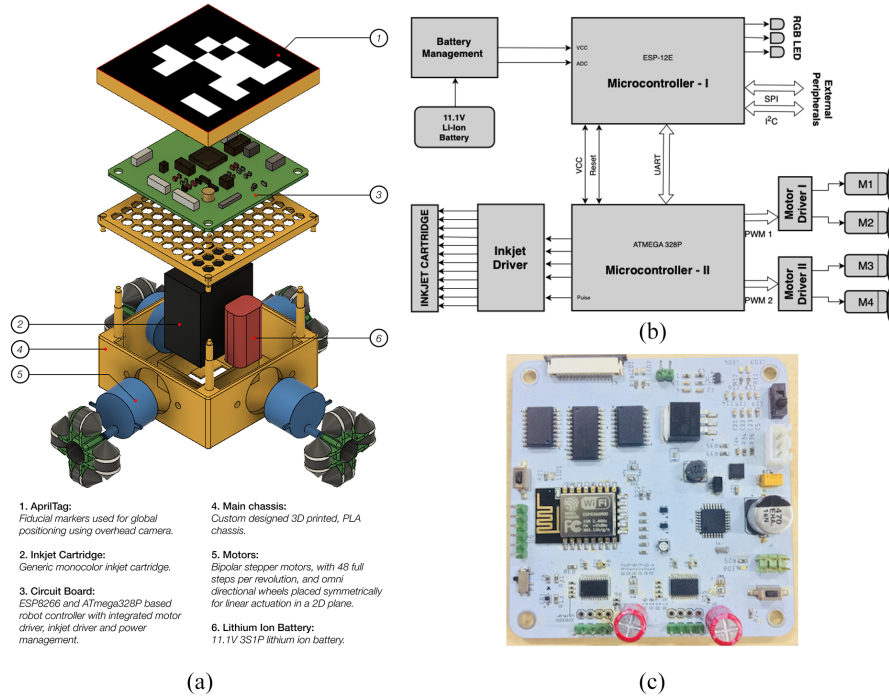 1
3
2
4
6
5
1. AprilTag:
Fiducial markers used for global
positioning using overhead camera.
2. Inkjet Cartridge:
Generic monocolor inkjet cartridge.
3. Circuit Board:
ESP8266 and ATmega328P based
robot controller with integrated motor
driver, inkjet driver and power
management.
4. Main chassis:
Custom designed 3D printed, PLA
chassis.
5. Motors:
Bipolar stepper motors, with 48 full
steps per revolution, and omni
directional wheels placed symmetrically
for linear actuation in a 2D plane.
6. Lithium Ion Battery:
11.1V 3S1P lithium ion battery.
(a)
Battery
Management
11.1V
Li-Ion
Battery
VCC
ADC
ESP-12E
Microcontroller - I
RGB LED
SPI
I²C
External
Peripherals
VCC
Reset
UART
INKJET CARTRIDGE
Inkjet
Driver
ATMEGA 328P
Microcontroller - II
Pulse
PWM 1
PWM 2
Motor
Driver I
Motor
Driver II
M1
M2
M3
M4
(b)
WiFi
FC
470
(c)